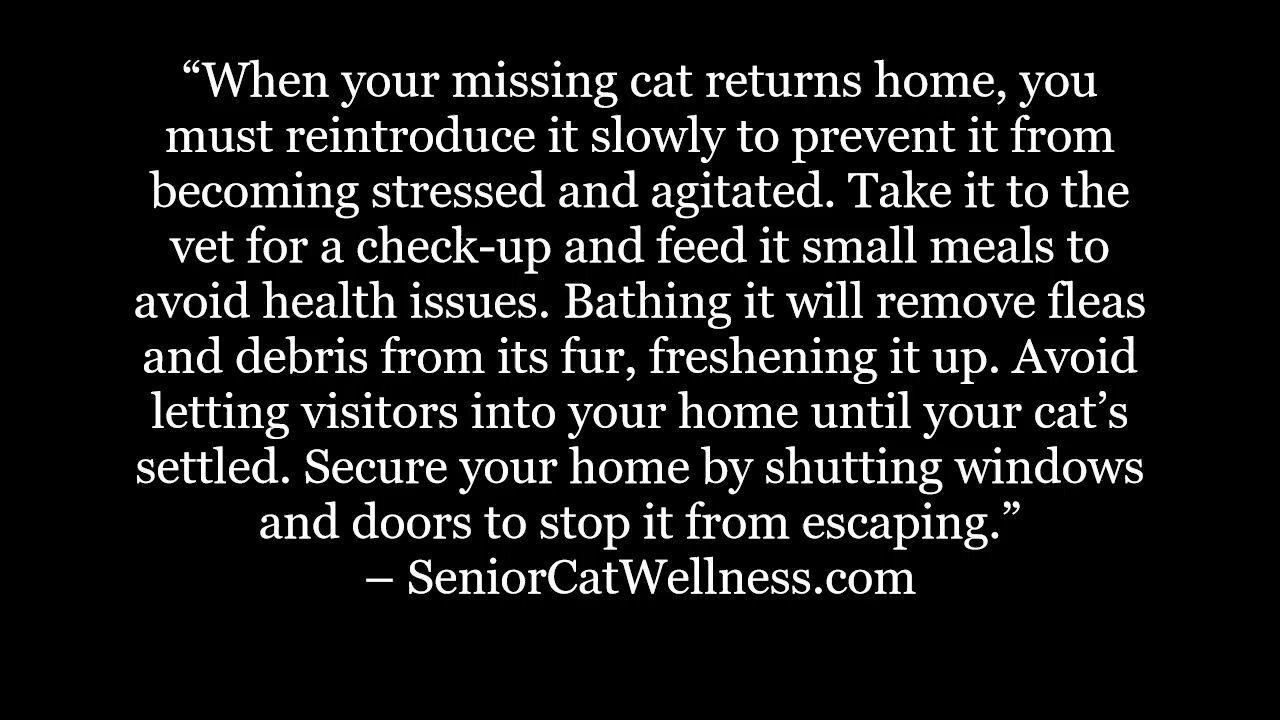 “When your missing cat returns home, you
must reintroduce it slowly to prevent it from
becoming stressed and agitated. Take it to the
vet for a check-up and feed it small meals to
avoid health issues. Bathing it will remove fleas
and debris from its fur, freshening it up. Avoid
letting visitors into your home until your cat’s
settled. Secure your home by shutting windows
and doors to stop it from escaping.”
– SeniorCatWellness.com